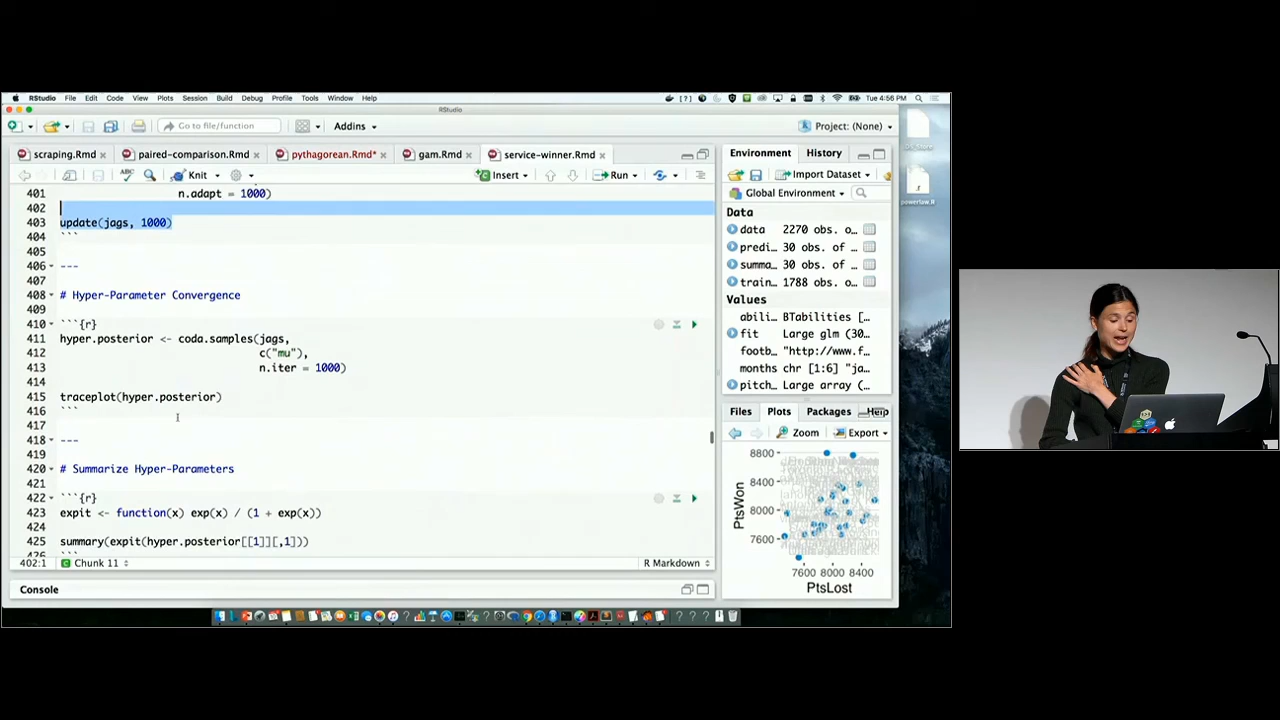 RStudio File Edit Code View Plots Session Build Debug Profile Tools Window Help
Tue 4:56 PM
RStudio
Go to file/function
Addins
Project: (None)
scraping.Rmd
paired-comparison.Rmd
pythagorean.Rmd*
gam.Rmd
service-winner.Rmd
Knit
Insert
Run
401 n.adapt = 1000)
402
403 update(jags, 1000)
404 ```
405
406 ---
407
408 # Hyper-Parameter Convergence
409
410 ```{r}
411 hyper.posterior <- coda.samples(jags,
412 c("mu"),
413 n.iter = 1000)
414
415 traceplot(hyper.posterior)
416 ```
417
418 ---
419
420 # Summarize Hyper-Parameters
421
422 ```{r}
423 expit <- function(x) exp(x) / (1 + exp(x))
424
425 summary(expit(hyper.posterior[[1]][,1]))
426 ```
402:1
Chunk 11
R Markdown
Console
Environment
History
Import Dataset
Global Environment
Data
data 2270 obs. o…
predi… 30 obs. of …
summa… 30 obs. of …
train… 1788 obs. o…
Values
abili… BTabilities [… 
fit Large glm (30…
footb… "http://www.f…
months chr [1:6] "ja…
pitch… Large array (…
Files
Plots
Packages
Help
Zoom
Export
8800
8400
8000
7600
PtsWon
7600 8000 8400
PtsLost
powerlaw.R